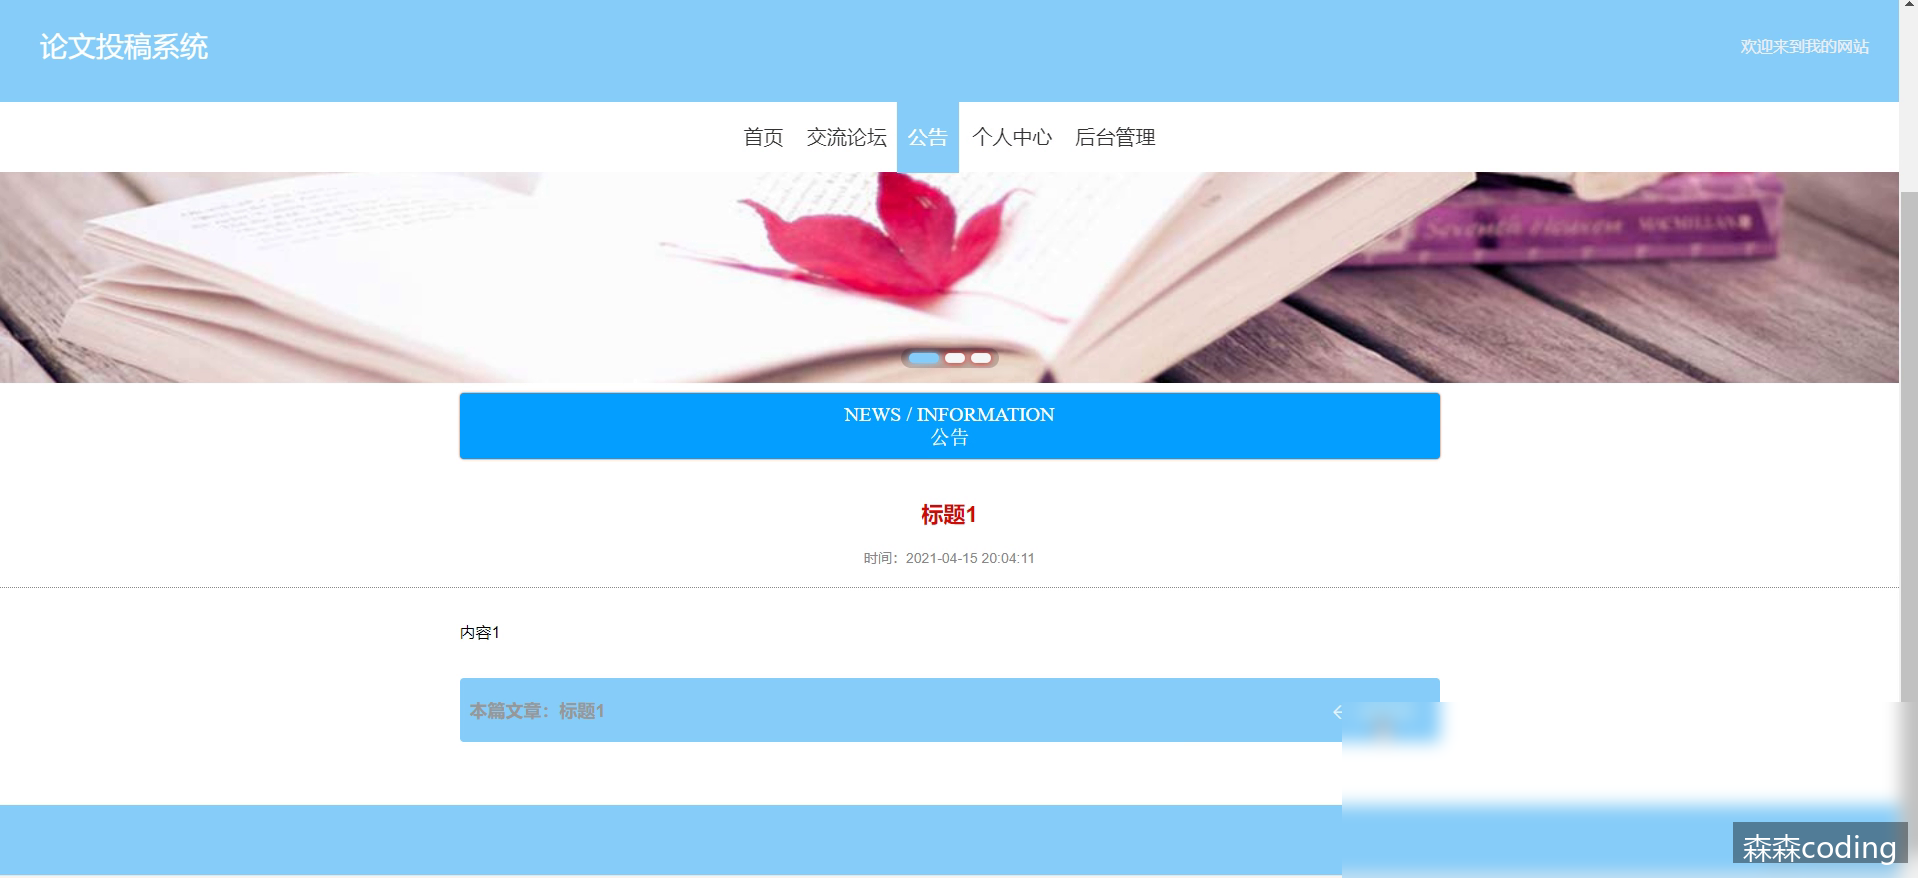 论文投稿系统
欢迎来到我的网站
首页 交流论坛 公告 个人中心 后台管理
Seventh Heaven MACMILLAN
NEWS / INFORMATION
公告
标题1
时间：2021-04-15 20:04:11
内容1
本篇文章：标题1
森森coding